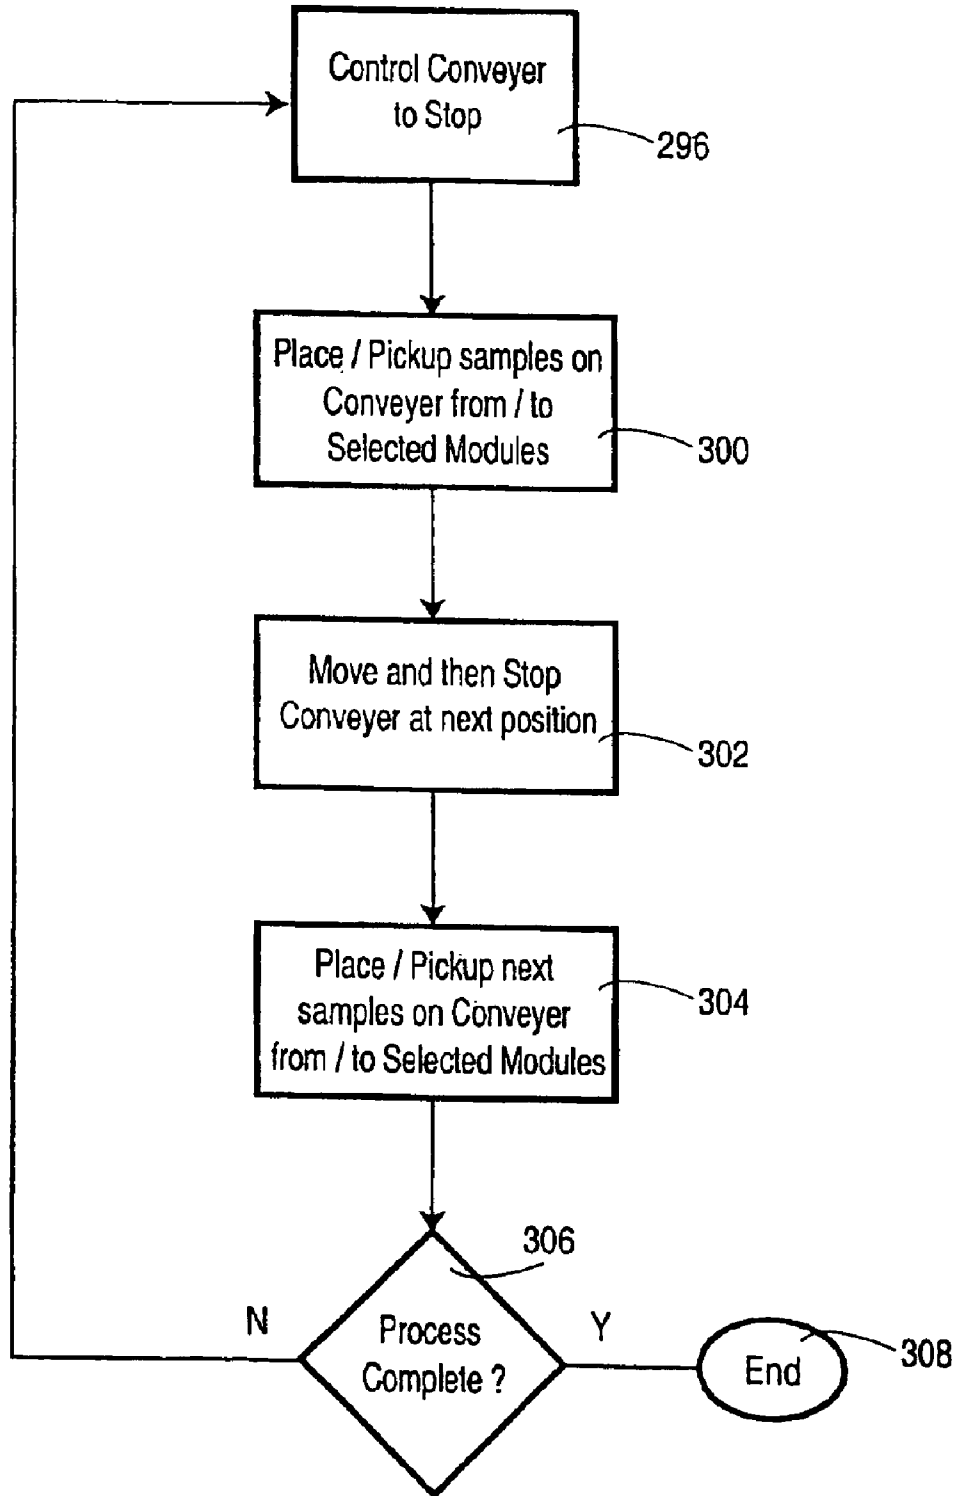 Control Conveyer
to Stop
296
Place / Pickup samples on
Conveyer from / to
Selected Modules
300
Move and then Stop
Conveyer at next position
302
Place / Pickup next
samples on Conveyer
from / to Selected Modules
304
306
N
Process
Complete ?
Y
End
308